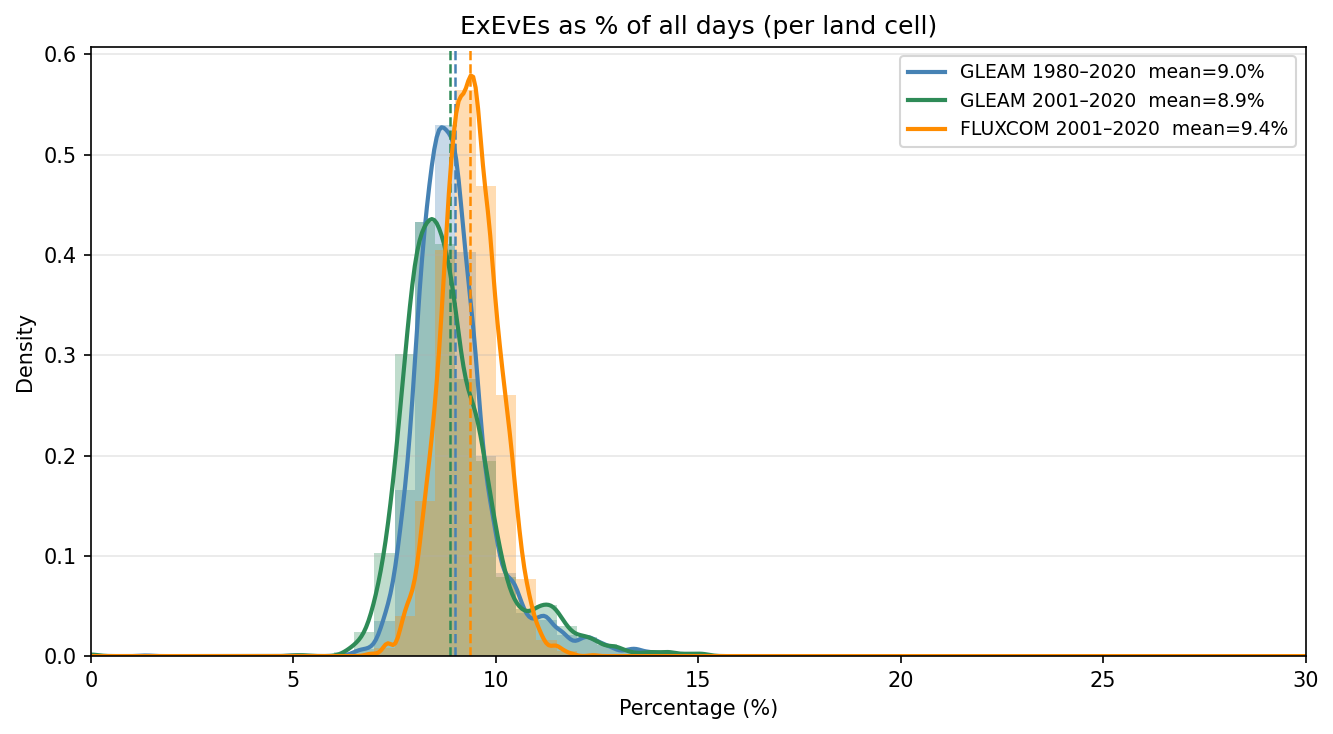 ExEvEs as % of all days (per land cell)
GLEAM 1980–2020  mean=9.0%
GLEAM 2001–2020  mean=8.9%
FLUXCOM 2001–2020  mean=9.4%
Density
0.6
0.5
0.4
0.3
0.2
0.1
0.0
0 5 10 15 20 25 30
Percentage (%)